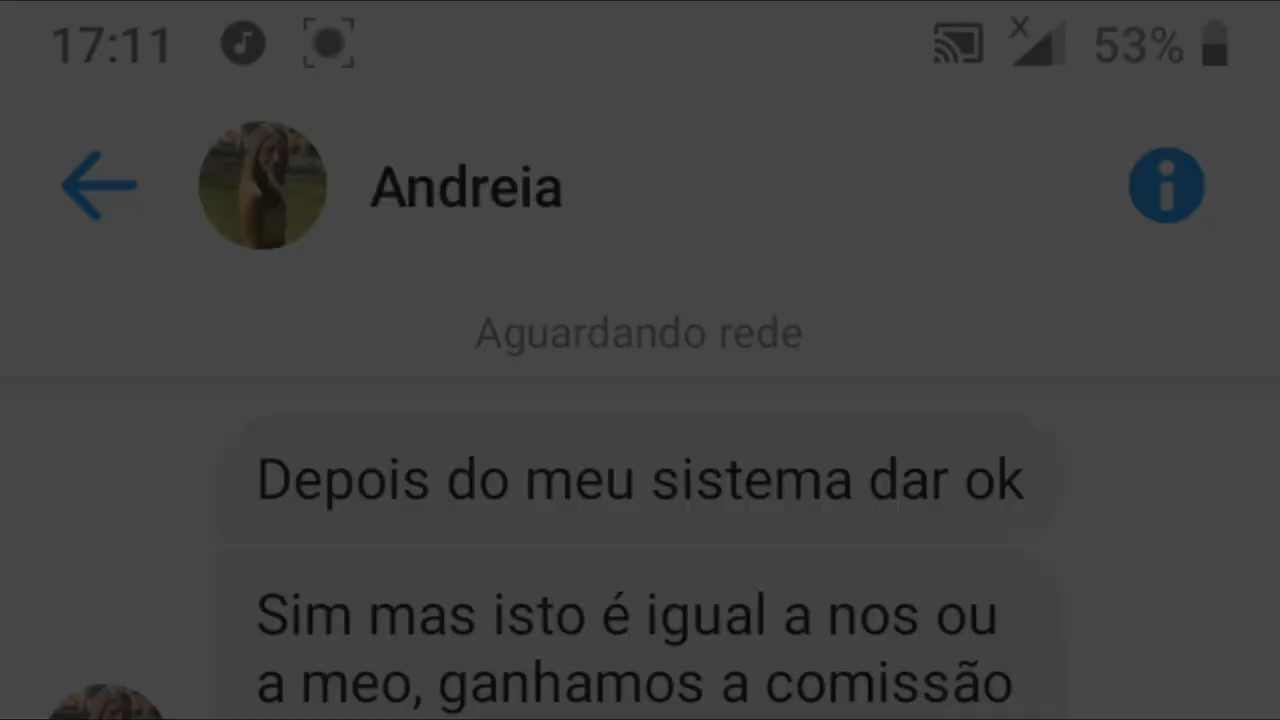 17:11 53%
Andreia
Aguardando rede
Depois do meu sistema dar ok
Sim mas isto é igual a nos ou
a meo, ganhamos a comissão